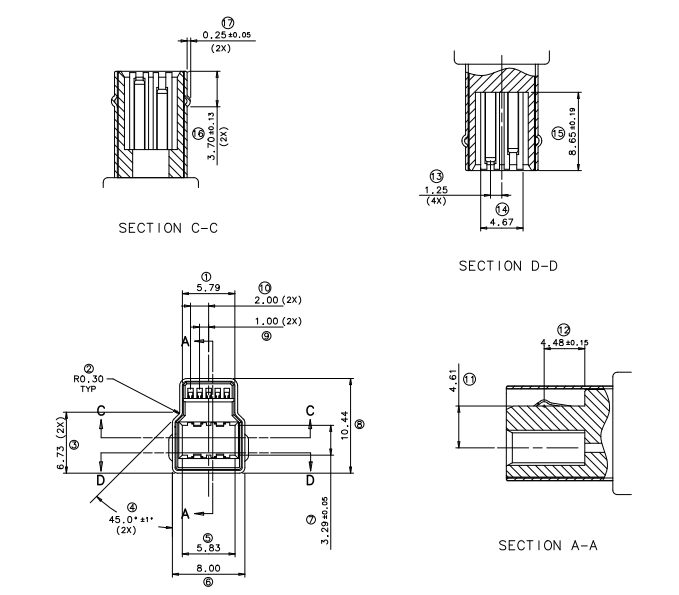 17
0.25±0.05
(2X)
16
3.70±0.13
(2X)
SECTION C-C
15
8.65±0.19
13
1.25
(4X)
14
4.67
SECTION D-D
1
5.79
10
2.00 (2X)
1.00 (2X)
9
A
2
R0.30
TYP
C
C
6.73 (2X)
3
10.44
8
D
D
4
45.0°±1°
(2X)
A
7
3.29±0.05
5
5.83
8.00
6
12
4.48±0.15
4.61
11
SECTION A-A